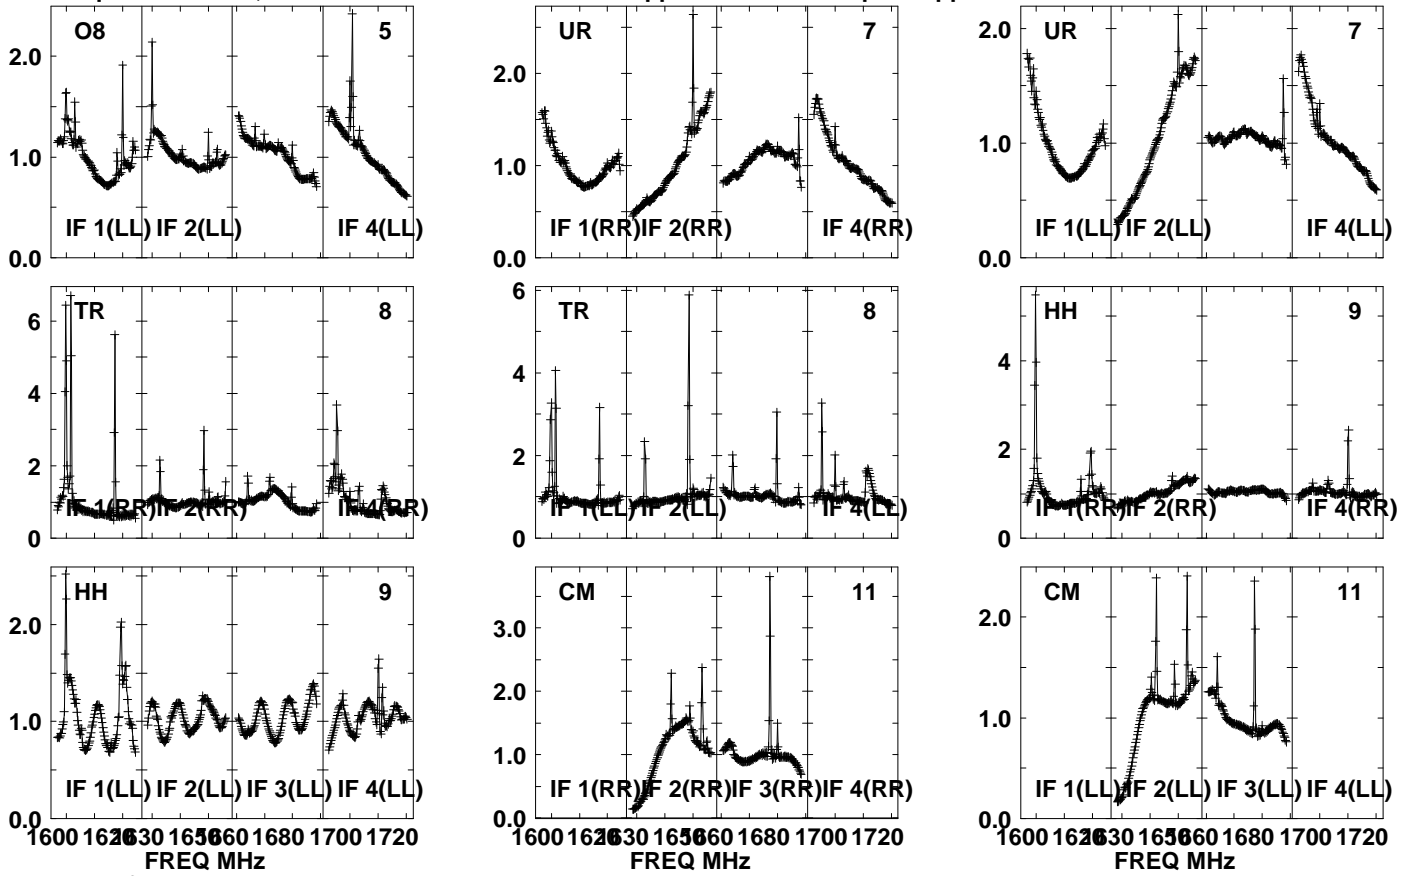 O8 5 UR 7 UR 7
2.0 2.0 2.0
1.0 1.0 1.0
IF 1(LL) IF 2(LL) IF 4(LL) IF 1(RR) IF 2(RR) IF 4(RR) IF 1(LL) IF 2(LL) IF 4(LL)
0.0 0.0
TR 8 TR 8 HH 9
6 6
4 4 4
2 2 2
IF 1(RR) IF 2(RR) IF 4(RR) IF 1(LL) IF 2(LL) IF 4(LL) IF 1(RR) IF 2(RR) IF 4(RR)
0 0 0
HH 9 CM 11 CM 11
2.0 3.0 2.0
2.0
1.0 1.0 1.0
IF 1(LL) IF 2(LL) IF 3(LL) IF 4(LL) IF 1(RR) IF 2(RR) IF 3(RR) IF 4(RR) IF 1(LL) IF 2(LL) IF 3(LL) IF 4(LL)
0.0 0.0 0.0
1600 1620 1630 1650 1660 1680 1700 1720 1600 1620 1630 1650 1660 1680 1700 1720 1600 1620 1630 1650 1660 1680 1700 1720
FREQ MHz FREQ MHz FREQ MHz